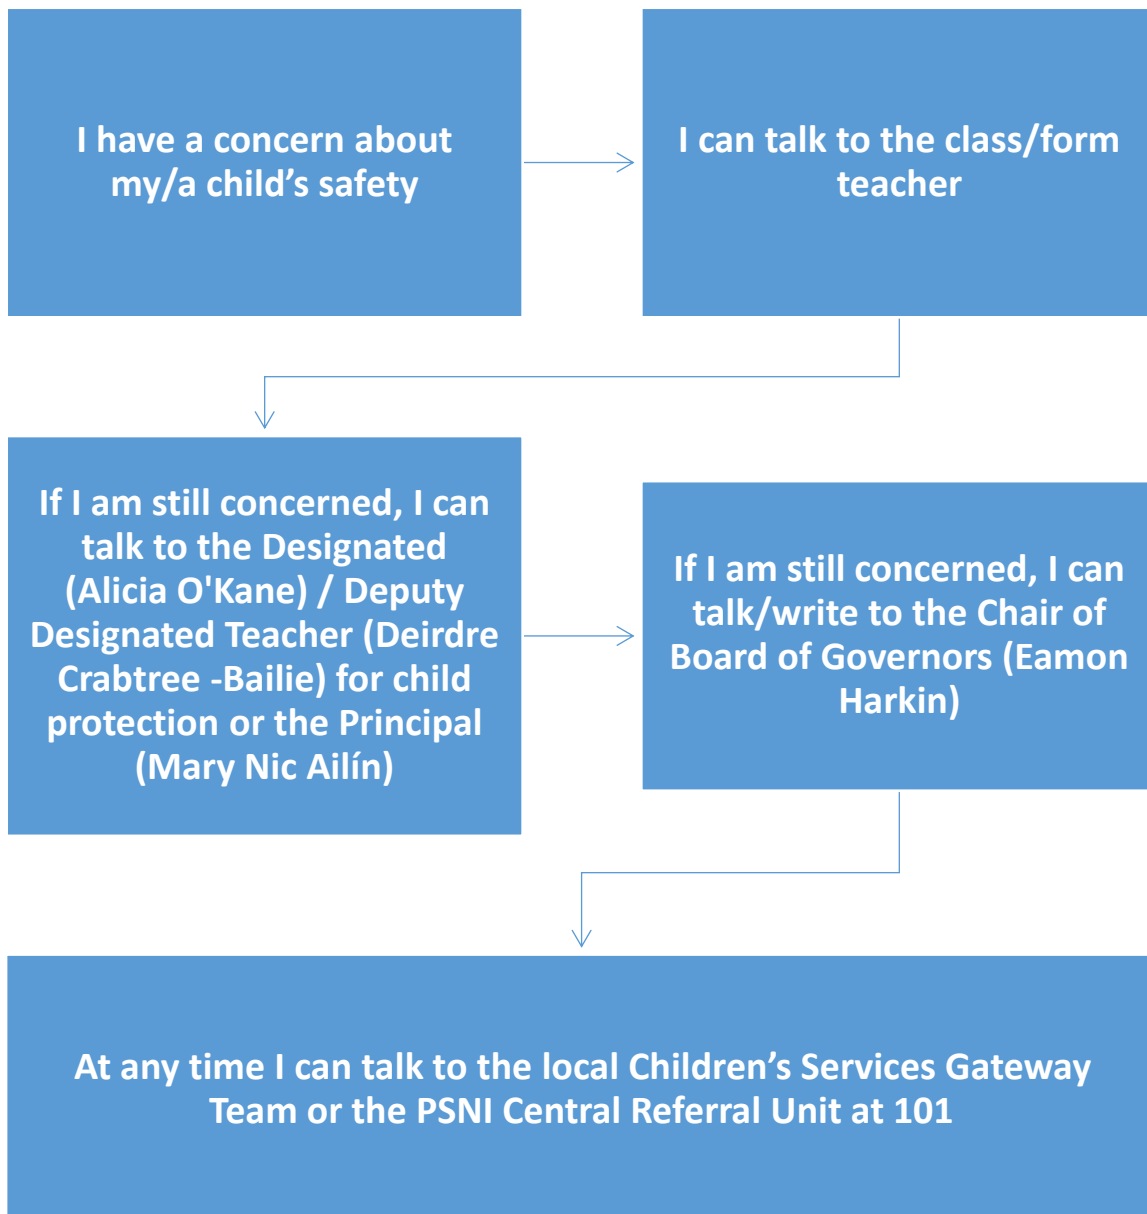 I have a concern about
my/a child’s safety
I can talk to the class/form
teacher
If I am still concerned, I can
talk to the Designated
(Alicia O'Kane) / Deputy
Designated Teacher (Deirdre
Crabtree -Bailie) for child
protection or the Principal
(Mary Nic Ailín)
If I am still concerned, I can
talk/write to the Chair of
Board of Governors (Eamon
Harkin)
At any time I can talk to the local Children’s Services Gateway
Team or the PSNI Central Referral Unit at 101